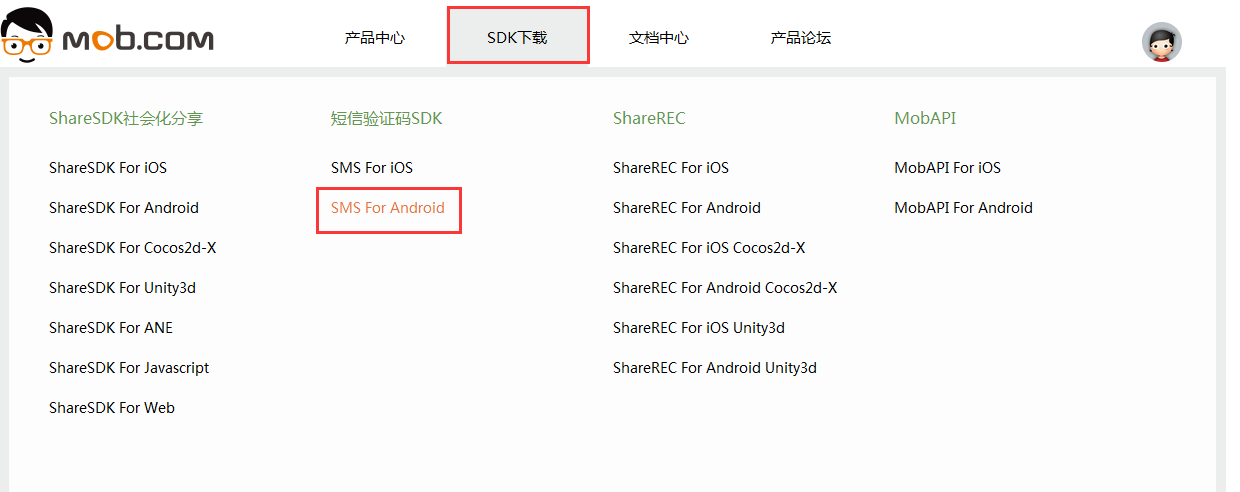 mob.com
产品中心 SDK下载 文档中心 产品论坛
ShareSDK社会化分享
ShareSDK For iOS
ShareSDK For Android
ShareSDK For Cocos2d-X
ShareSDK For Unity3d
ShareSDK For ANE
ShareSDK For Javascript
ShareSDK For Web
短信验证码SDK
SMS For iOS
SMS For Android
ShareREC
ShareREC For iOS
ShareREC For Android
ShareREC For iOS Cocos2d-X
ShareREC For Android Cocos2d-X
ShareREC For iOS Unity3d
ShareREC For Android Unity3d
MobAPI
MobAPI For iOS
MobAPI For Android